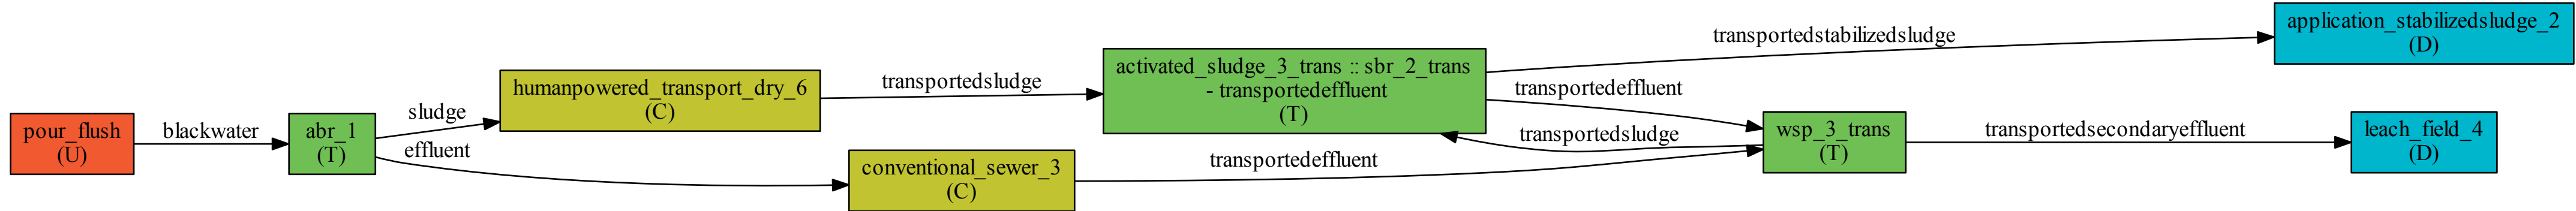 pour_flush
(U)
blackwater
abr_1
(T)
sludge
effluent
humanpowered_transport_dry_6
(C)
conventional_sewer_3
(C)
transportedsludge
transportedeffluent
activated_sludge_3_trans :: sbr_2_trans
- transportedeffluent
(T)
transportedstabilizedsludge
transportedeffluent
transportedsludge
wsp_3_trans
(T)
transportedsecondaryeffluent
application_stabilizedsludge_2
(D)
leach_field_4
(D)